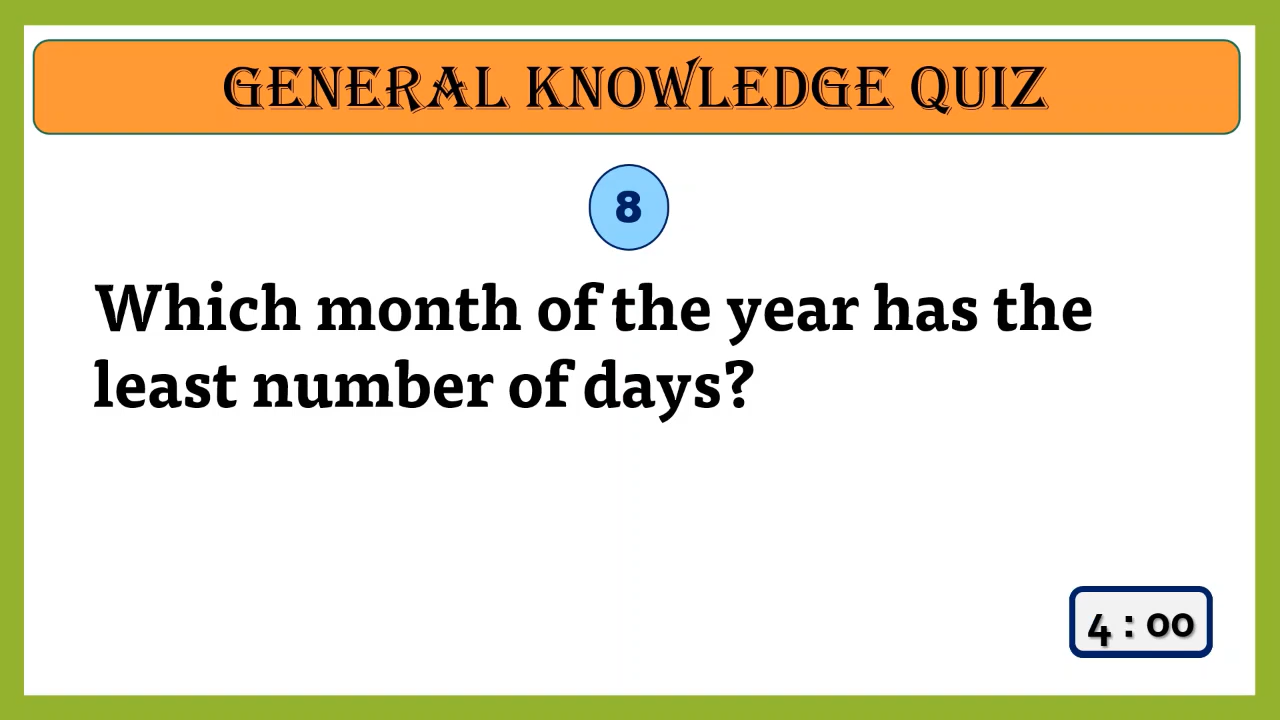 GENERAL KNOWLEDGE QUIZ
8
Which month of the year has the
least number of days?
4 : 00